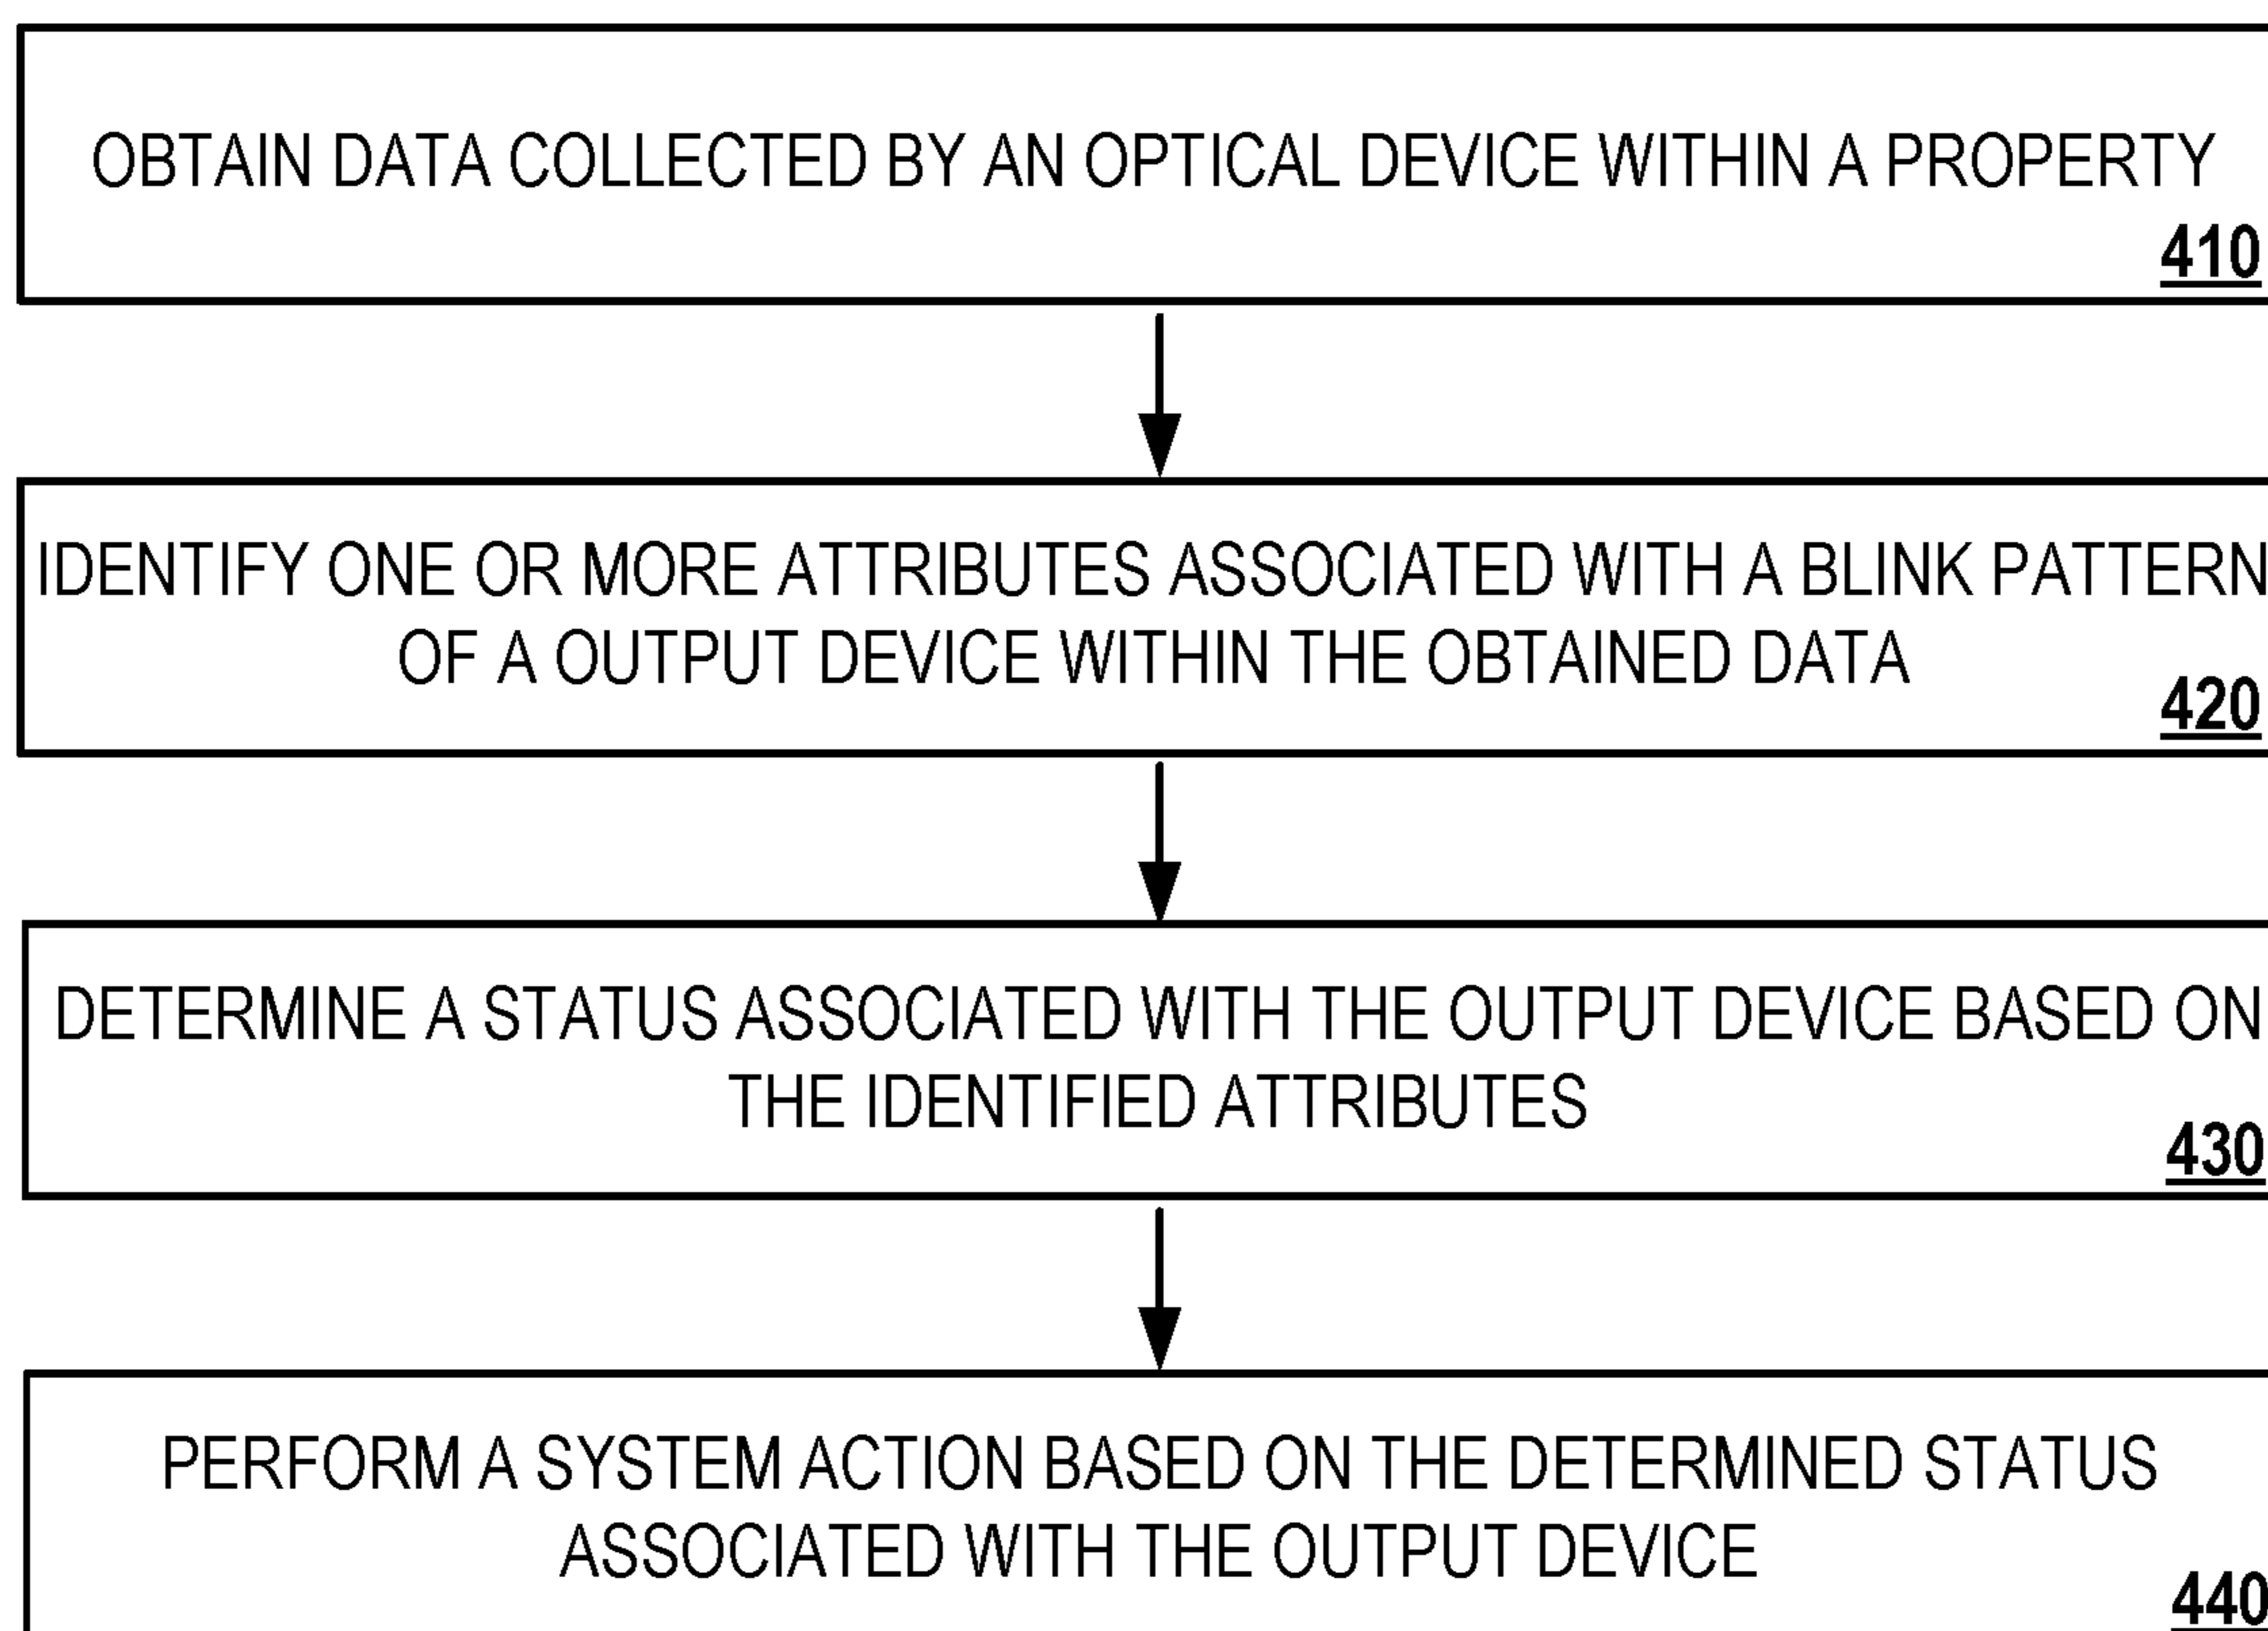 OBTAIN DATA COLLECTED BY AN OPTICAL DEVICE WITHIN A PROPERTY
410
IDENTIFY ONE OR MORE ATTRIBUTES ASSOCIATED WITH A BLINK PATTERN
OF A OUTPUT DEVICE WITHIN THE OBTAINED DATA
420
DETERMINE A STATUS ASSOCIATED WITH THE OUTPUT DEVICE BASED ON
THE IDENTIFIED ATTRIBUTES
430
PERFORM A SYSTEM ACTION BASED ON THE DETERMINED STATUS
ASSOCIATED WITH THE OUTPUT DEVICE
440